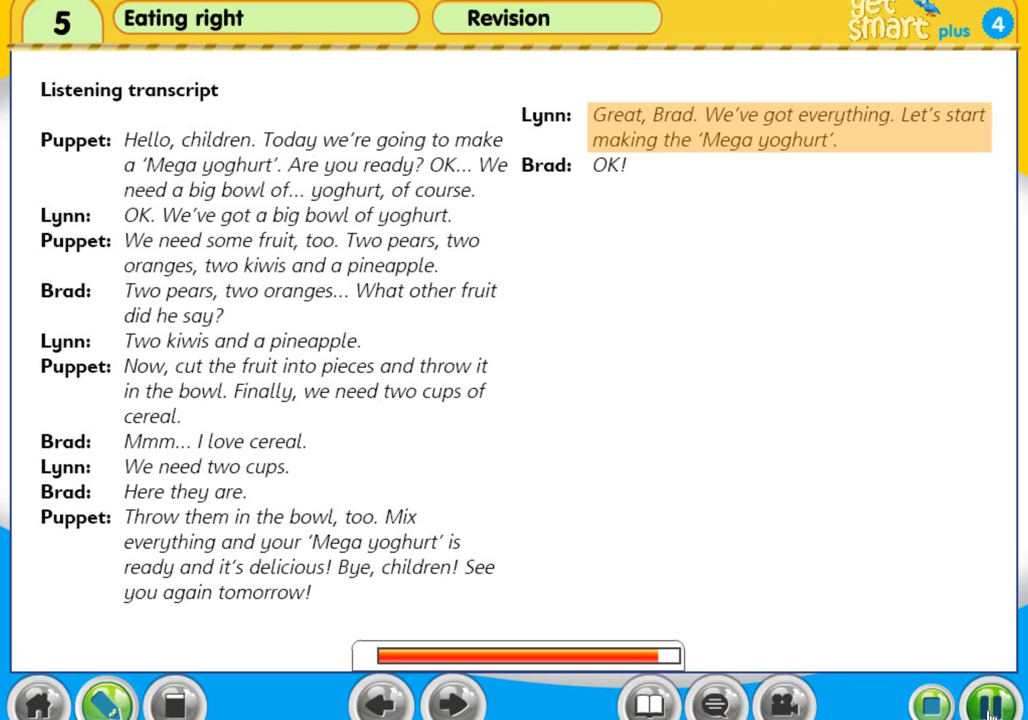 5
Eating right
Revision
get
smart plus 4
Listening transcript
Puppet: Hello, children. Today we're going to make
a 'Mega yoghurt'. Are you ready? OK... We
need a big bowl of... yoghurt, of course.
Lynn: OK. We've got a big bowl of yoghurt.
Puppet: We need some fruit, too. Two pears, two
oranges, two kiwis and a pineapple.
Brad: Two pears, two oranges... What other fruit
did he say?
Lynn: Two kiwis and a pineapple.
Puppet: Now, cut the fruit into pieces and throw it
in the bowl. Finally, we need two cups of
cereal.
Brad: Mmm... I love cereal.
Lynn: We need two cups.
Brad: Here they are.
Puppet: Throw them in the bowl, too. Mix
everything and your 'Mega yoghurt' is
ready and it's delicious! Bye, children! See
you again tomorrow!
Lynn: Great, Brad. We've got everything. Let's start
making the 'Mega yoghurt'.
Brad: OK!